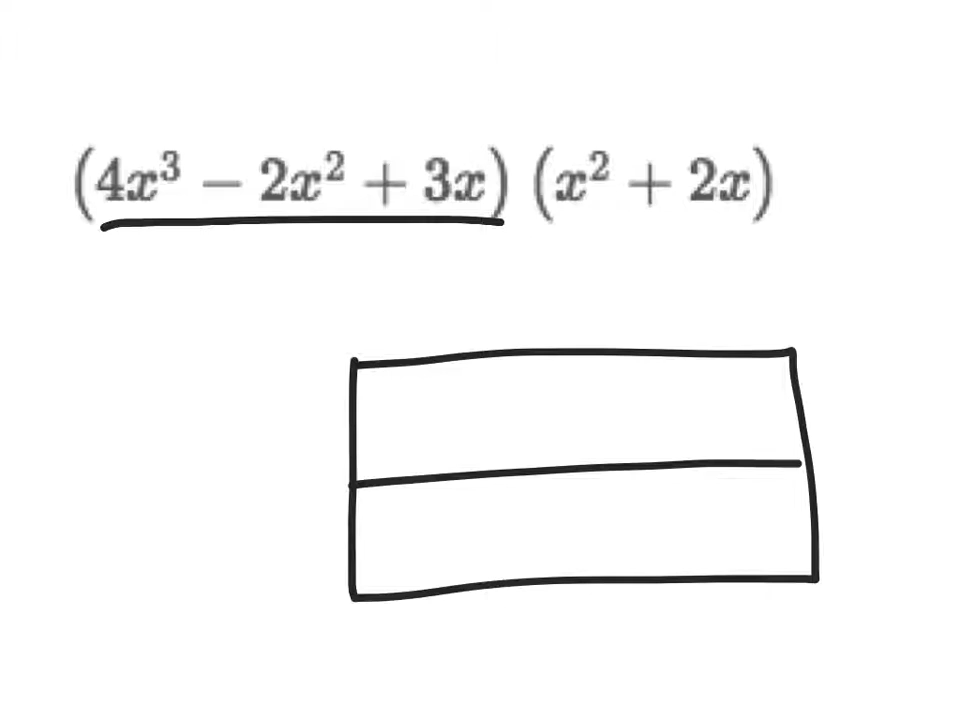 (4x³ − 2x² + 3x) (x² + 2x)